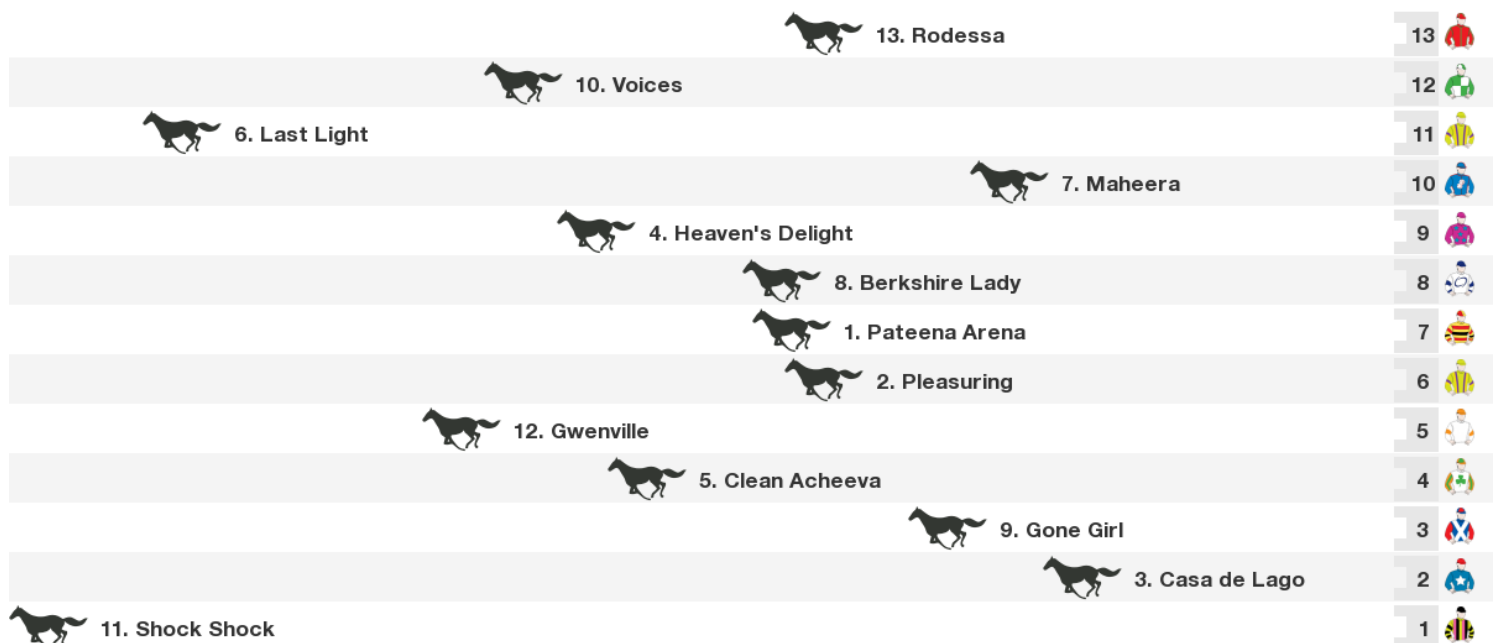 13. Rodessa 13
10. Voices 12
6. Last Light 11
7. Maheera 10
4. Heaven's Delight 9
8. Berkshire Lady 8
1. Pateena Arena 7
2. Pleasuring 6
12. Gwenville 5
5. Clean Acheeva 4
9. Gone Girl 3
3. Casa de Lago 2
11. Shock Shock 1